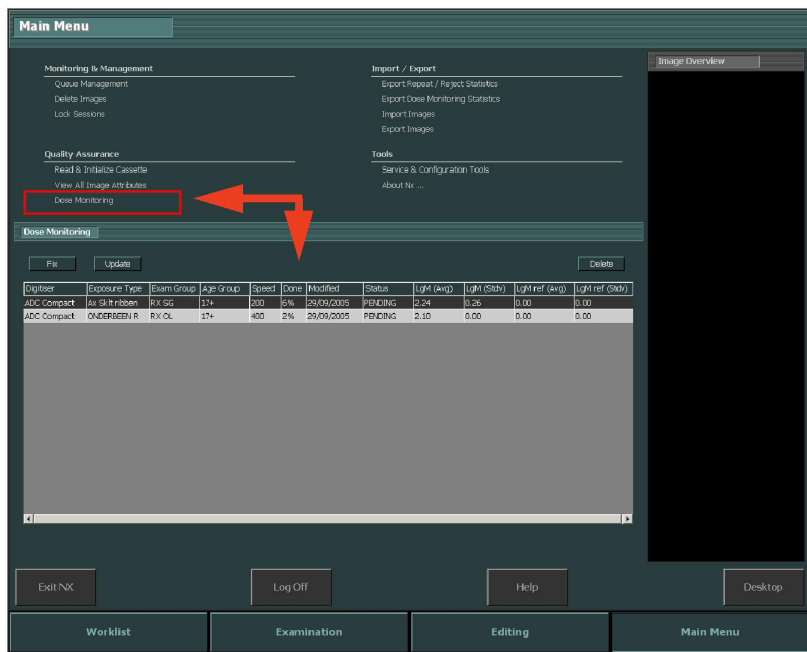 Main Menu
Monitoring & Management
Queue Management
Delete Images
Lock Sessions
Import / Export
Export Repeat / Reject Statistics
Export Dose Monitoring Statistics
Import Images
Export Images
Image Overview
Quality Assurance
Read & Initialize Cassette
View All Image Attributes
Dose Monitoring
Tools
Service & Configuration Tools
About Nx ...
Dose Monitoring
Fix Update Delete
Digitiser Exposure Type Exam Group Age Group Speed Done Modified Status LgM (Avg) LgM (Stdv) LgM ref (Avg) LgM ref (Stdv)
ADC Compact Ax Sklt ribben RX SG 17+ 200 6% 29/09/2005 PENDING 2.24 0.26 0.00 0.00
ADC Compact ONDERBEEN R RX OL 17+ 400 2% 29/09/2005 PENDING 2.10 0.00 0.00 0.00
Exit NX Log Off Help Desktop
Worklist Examination Editing Main Menu